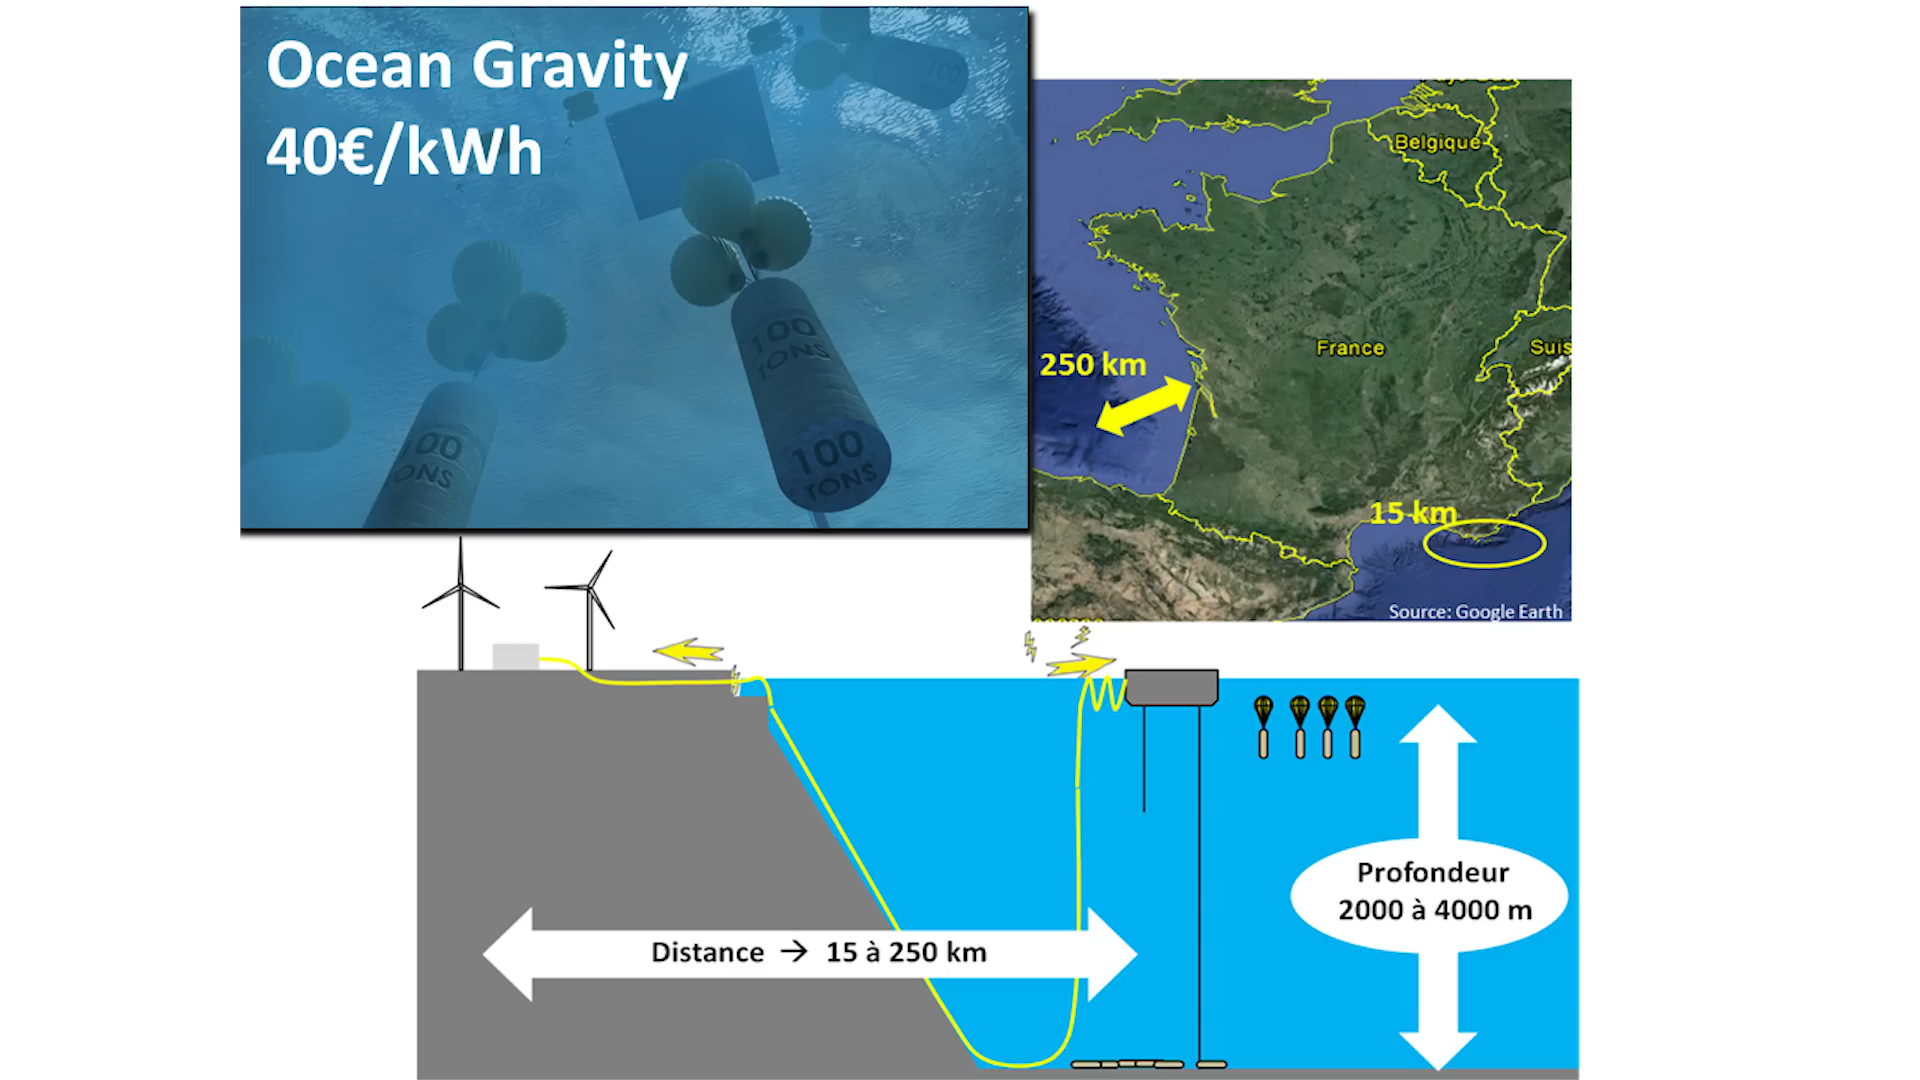 Ocean Gravity
40€/kWh
100
TONS
100
TONS
100
TONS
100
Belgique
France
Suis
250 km
15 km
Source: Google Earth
Profondeur
2000 à 4000 m
Distance → 15 à 250 km